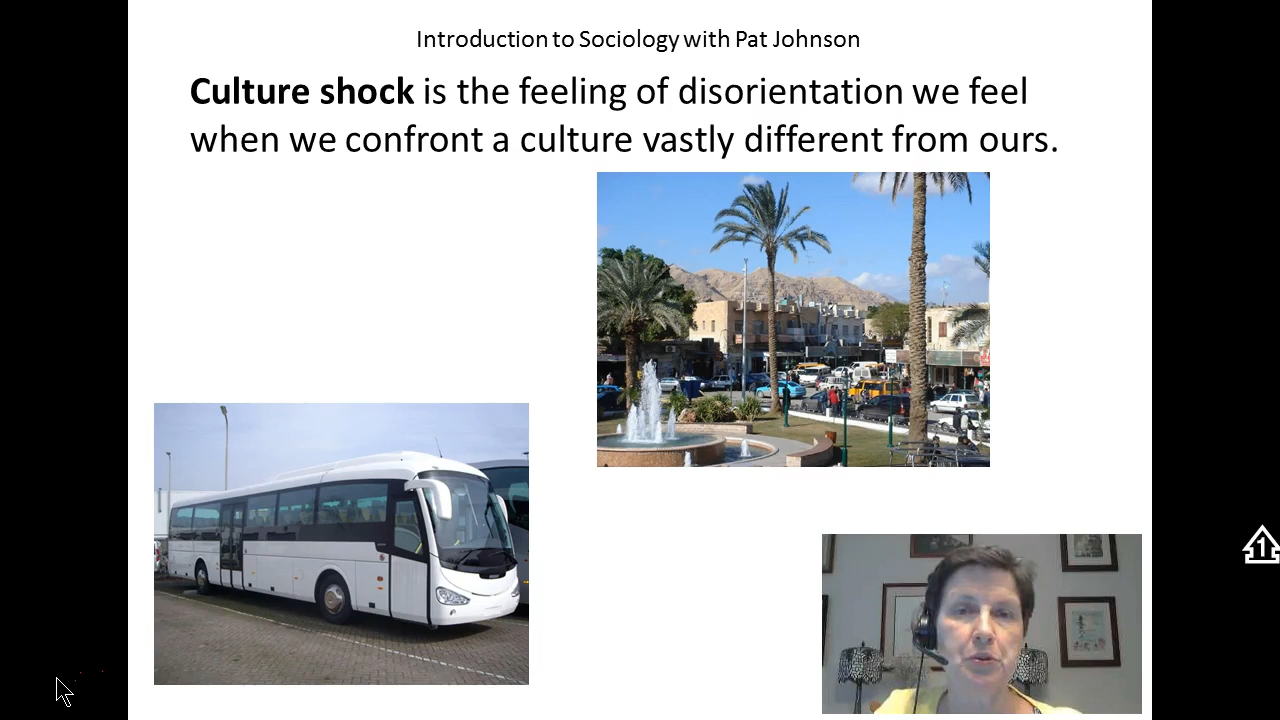 Introduction to Sociology with Pat Johnson
Culture shock is the feeling of disorientation we feel
when we confront a culture vastly different from ours.
1